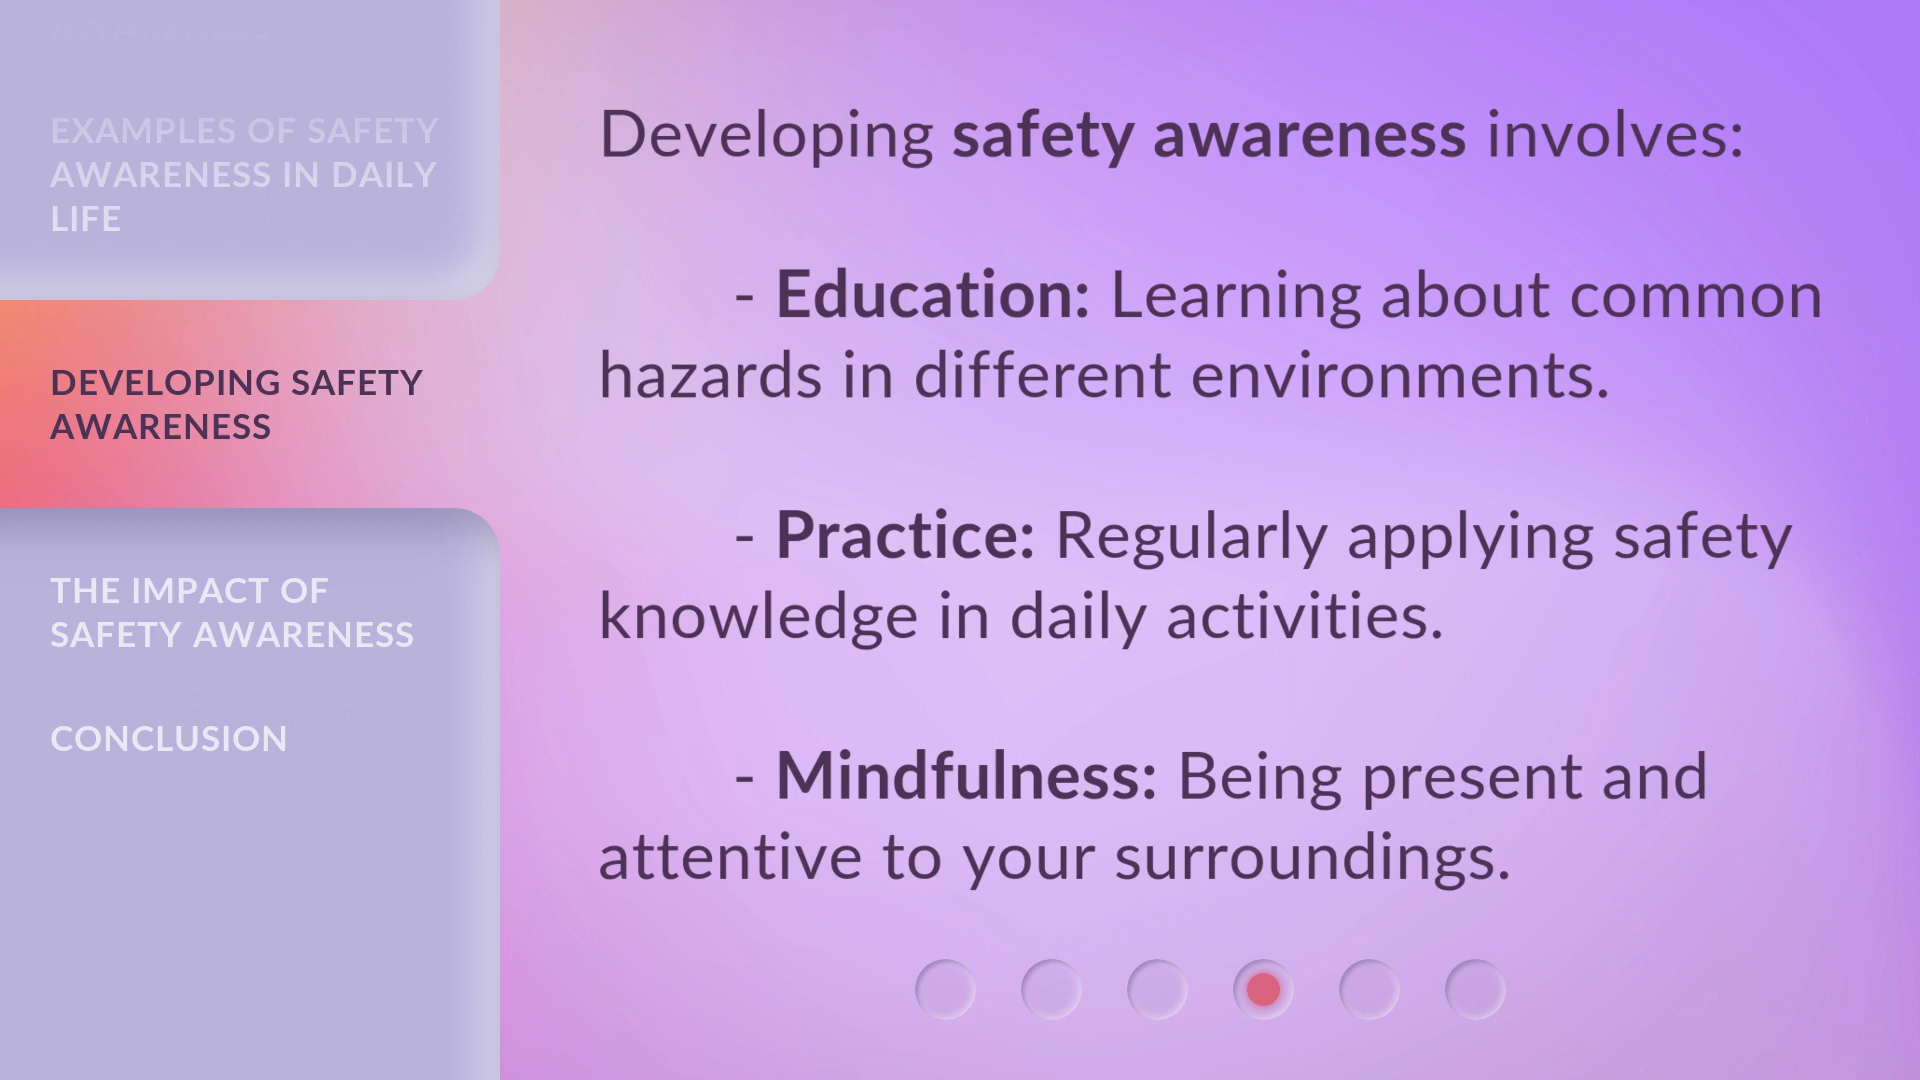 EXAMPLES OF SAFETY
AWARENESS IN DAILY
LIFE
DEVELOPING SAFETY
AWARENESS
THE IMPACT OF
SAFETY AWARENESS
CONCLUSION
Developing safety awareness involves:
- Education: Learning about common
hazards in different environments.
- Practice: Regularly applying safety
knowledge in daily activities.
- Mindfulness: Being present and
attentive to your surroundings.